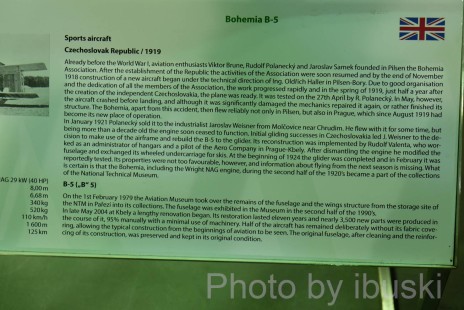 Bohemia B-5
Sports aircraft
Czechoslovak Republic / 1919
Already before the World War I, aviation enthusiasts Viktor Brune, Rudolf Polanecký and Jaroslav Šimek founded in Pilsen the Bohemia
Association. After the establishment of the Republic the activities of the Association were soon resumed and by the end of November
1918 construction of a new aircraft began under the technical direction of Ing. Oldřich Haller in Pilsen-Bory. Due to good organisation
and the dedication of all the members of the Association, the work progressed rapidly and in the spring of 1919, just half a year after
the creation of the independent Czechoslovakia, the plane was ready. It was tested on the 27th April by R. Polanecký. In May, however,
the aircraft crashed before landing, and although it was significantly damaged the mechanics repaired it again, or rather finished its
structure. The Bohemia, apart from this accident, then flew reliably not only in Pilsen, but also in Prague, which since August 1919 had
become its new place of operation.
In January 1921 Polanecký sold it to the industrialist Jaroslav Weisner from Molčovice near Chrudim. He flew with it for some time, but
being more than a decade old the engine soon ceased to function. Initial gliding successes in Czechoslovakia led J. Weisner to the de-
cision to make use of the airframe and rebuild the B-5 to the glider. Its reconstruction was implemented by Rudolf Valenta, who wor-
ked as an administrator of hangars and a pilot of the Aero Company in Prague-Kbely. After dismantling the engine he modified the
fuselage and exchanged its wheeled undercarriage for skis. At the beginning of 1924 the glider was completed and in February it was
reportedly tested. Its properties were not too favourable, however, and information about flying from the next season is missing. What
is certain is that the Bohemia, including the Wright NAG engine, during the second half of the 1920's became a part of the collections
of the National Technical Museum.
B-5 („B“ 5)
On the 1st February 1979 the Aviation Museum took over the remains of the fuselage and the wings structure from the storage site of
the NTM in Palezí into its collections. The fuselage was exhibited in the Museum in the second half of the 1990's.
In late May 2004 at Kbely a lengthy renovation began. Its restoration lasted eleven years and nearly 3,500 new parts were produced in
the course of it, 95% manually with a minimal use of machinery. Half of the aircraft has remained deliberately without its fabric cove-
ring, allowing the typical construction from the beginnings of aviation to be seen. The original fuselage, after cleaning and the reinfor-
cing of its construction, was preserved and kept in its original condition.
AG 29 kW (40 HP)
8,00 m
6,68 m
340 kg
520 kg
110 km/h
1 600 m
125 km
Photo by ibuski